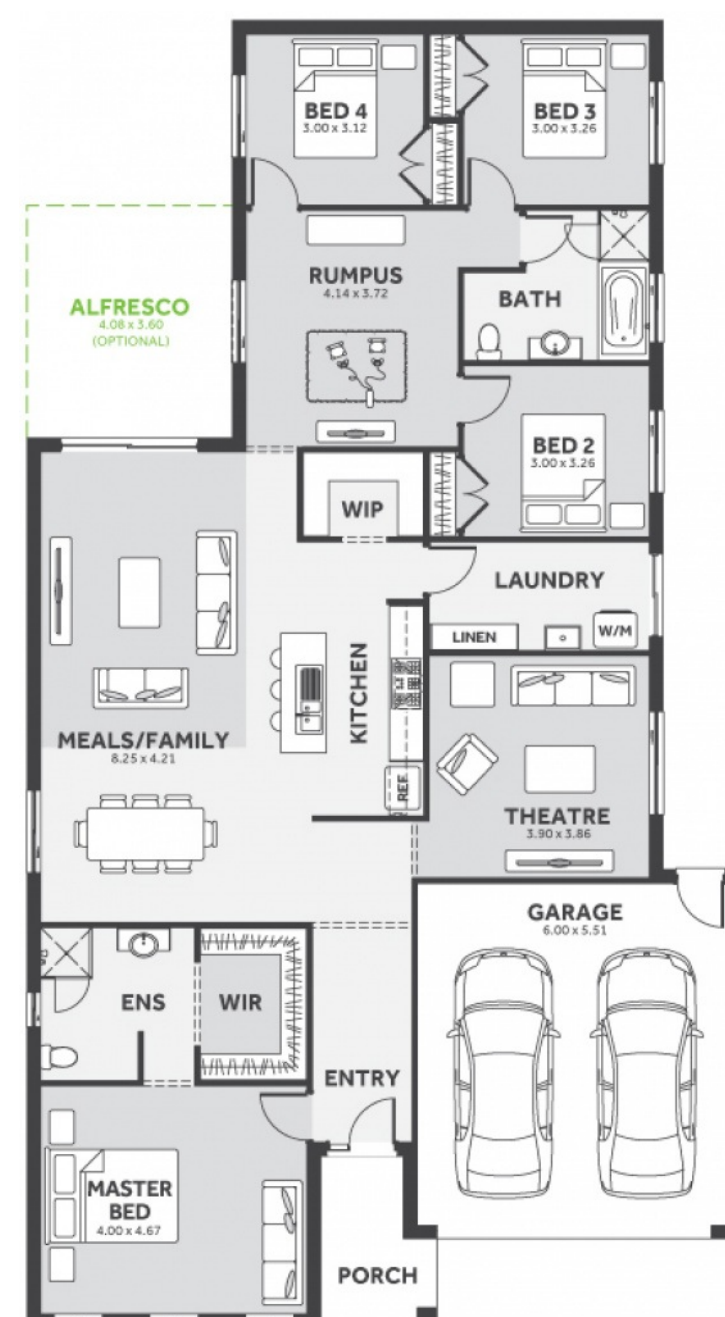 BED 4
3.00 x 3.12
BED 3
3.00 x 3.26
ALFRESCO
4.08 x 3.60
(OPTIONAL)
RUMPUS
4.14 x 3.72
BATH
BED 2
3.00 x 3.26
WIP
LAUNDRY
LINEN
W/M
KITCHEN
MEALS/FAMILY
8.25 x 4.21
REF
THEATRE
3.90 x 3.86
GARAGE
6.00 x 5.51
ENS
WIR
ENTRY
MASTER
BED
4.00 x 4.67
PORCH